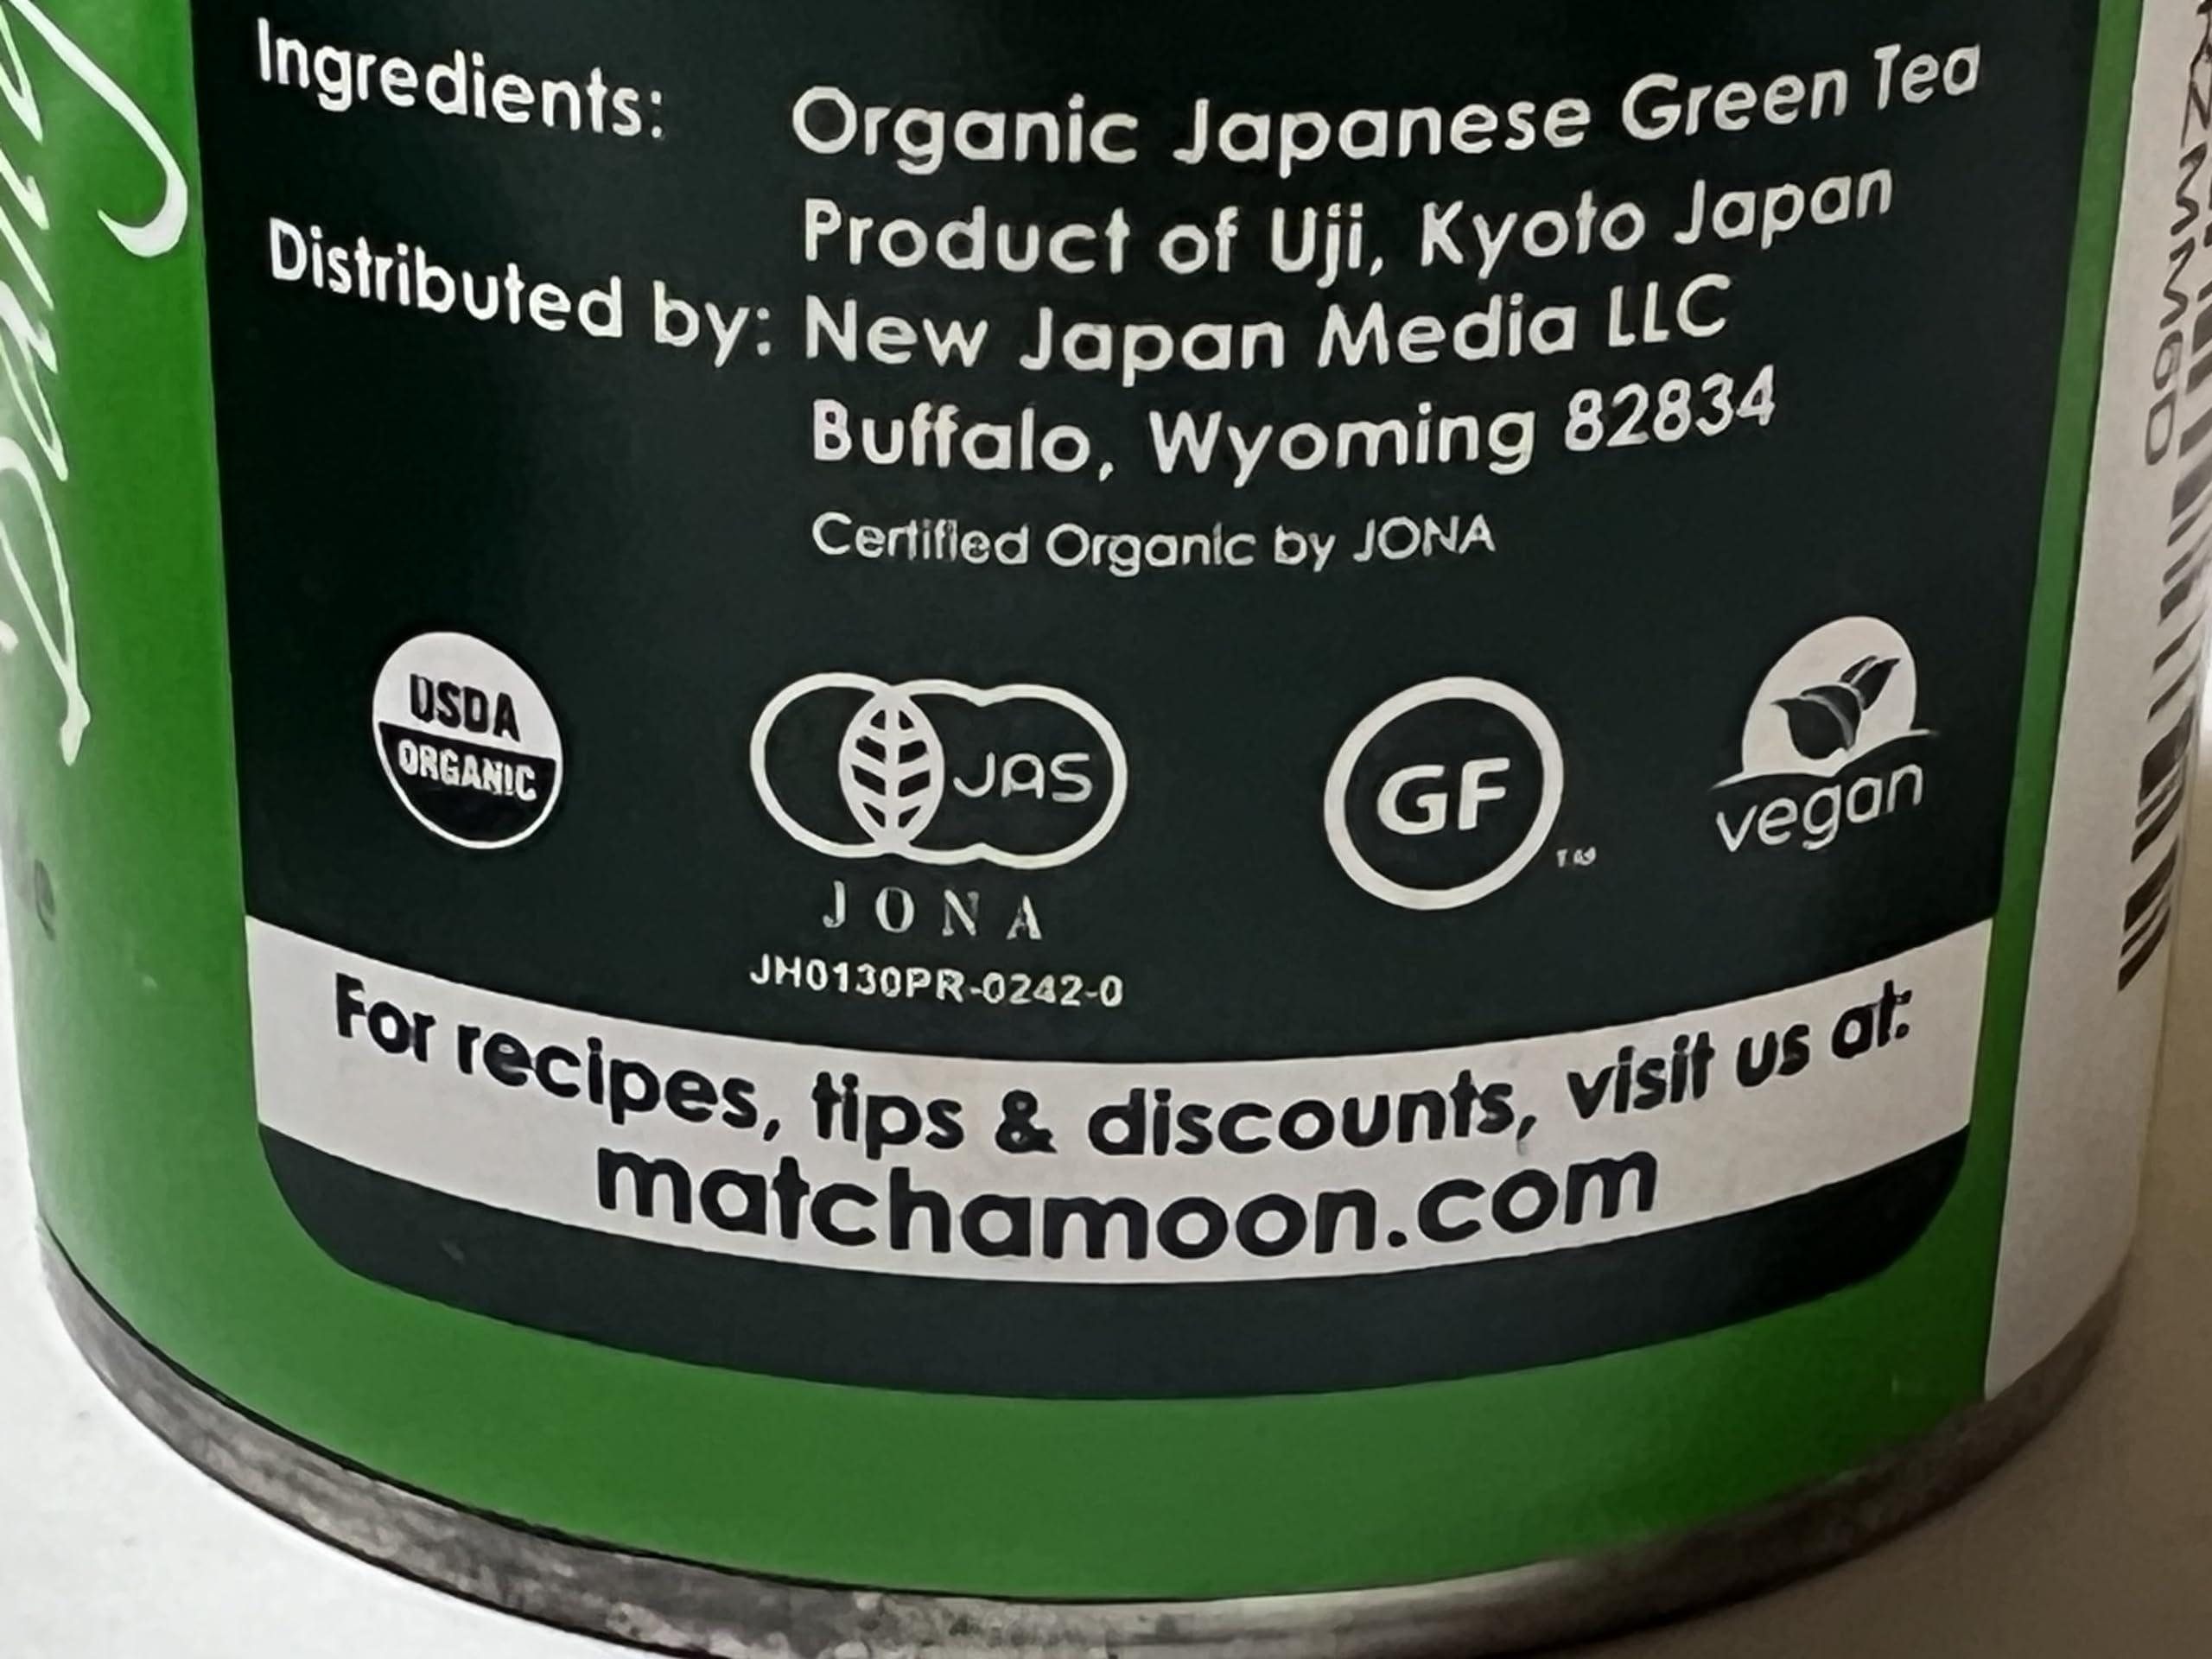 Ingredients: Organic Japanese Green Tea
Product of Uji, Kyoto Japan
Distributed by: New Japan Media LLC
Buffalo, Wyoming 82834
Certified Organic by JONA
USDA
ORGANIC
JAS
JONA
JH0130PR-0242-0
GF
TM
vegan
For recipes, tips & discounts, visit us at:
matchamoon.com